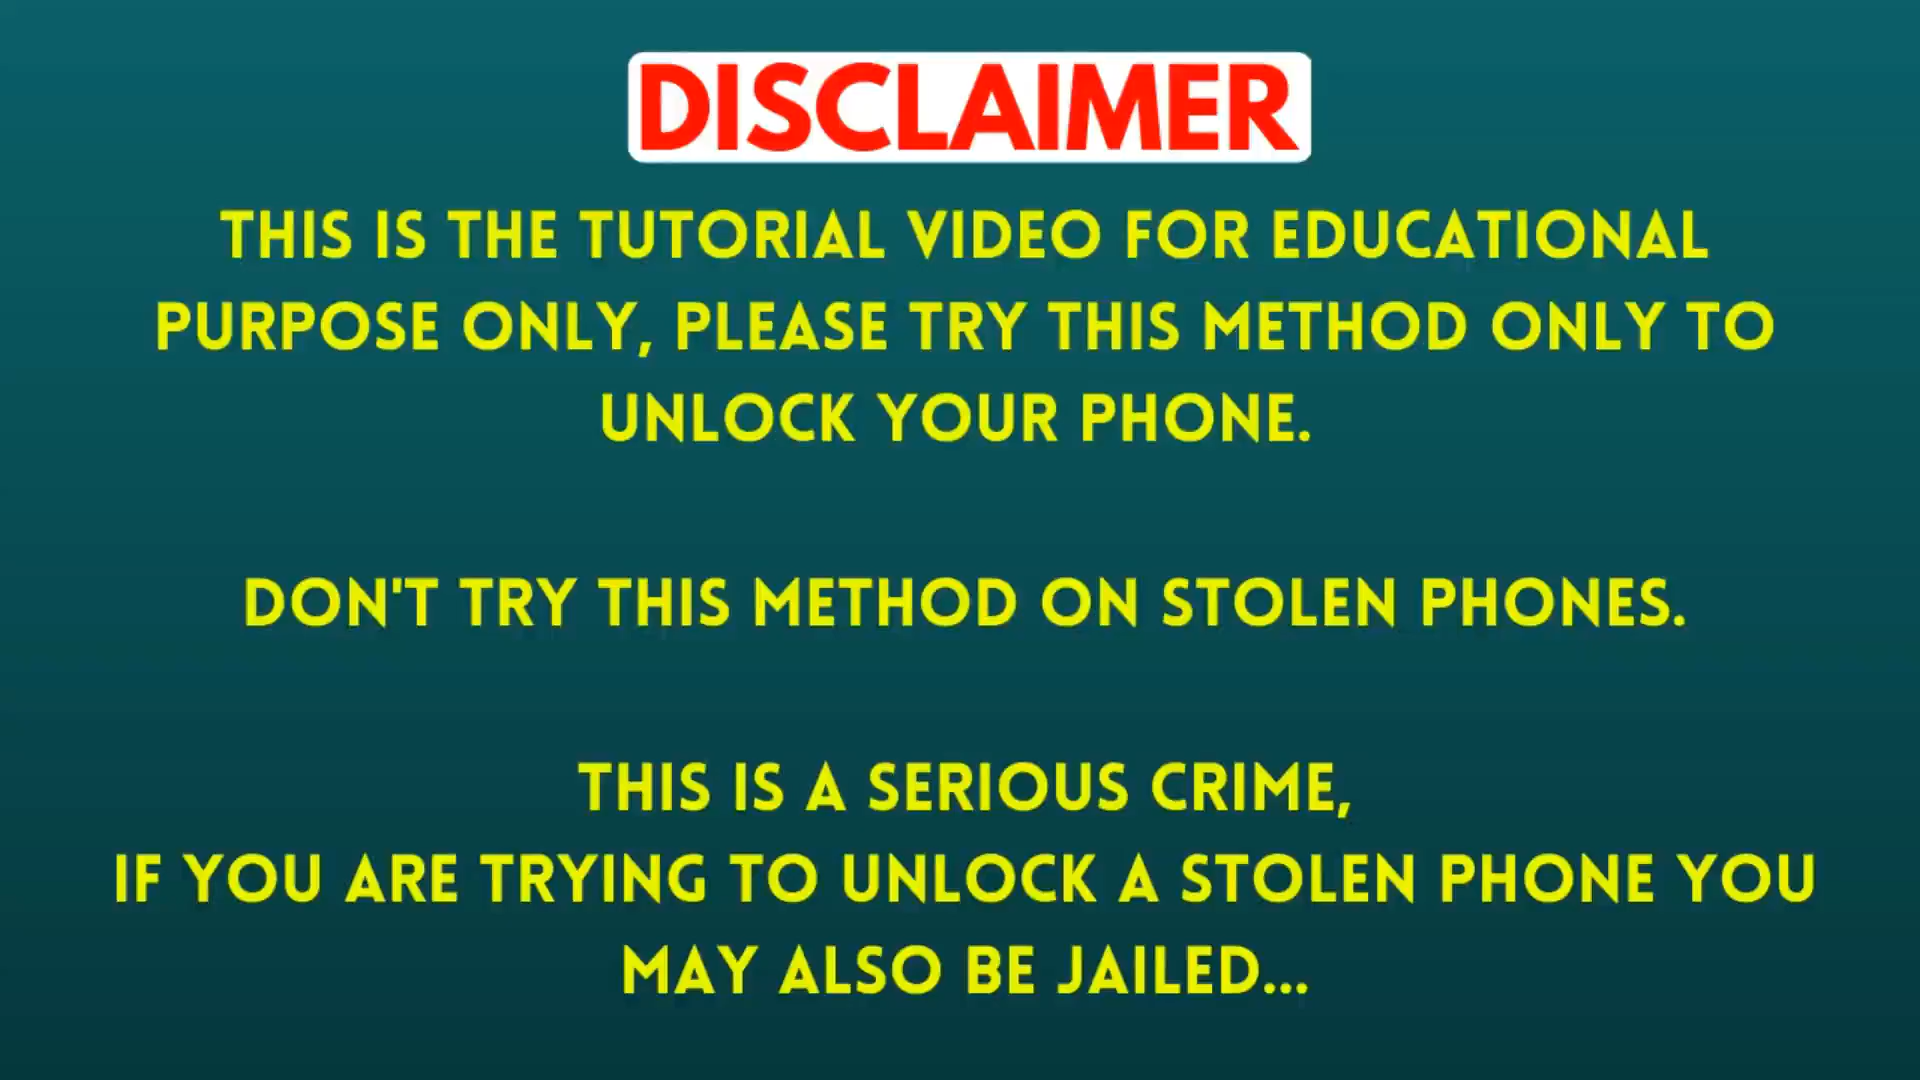 DISCLAIMER
THIS IS THE TUTORIAL VIDEO FOR EDUCATIONAL
PURPOSE ONLY, PLEASE TRY THIS METHOD ONLY TO
UNLOCK YOUR PHONE.
DON'T TRY THIS METHOD ON STOLEN PHONES.
THIS IS A SERIOUS CRIME,
IF YOU ARE TRYING TO UNLOCK A STOLEN PHONE YOU
MAY ALSO BE JAILED...